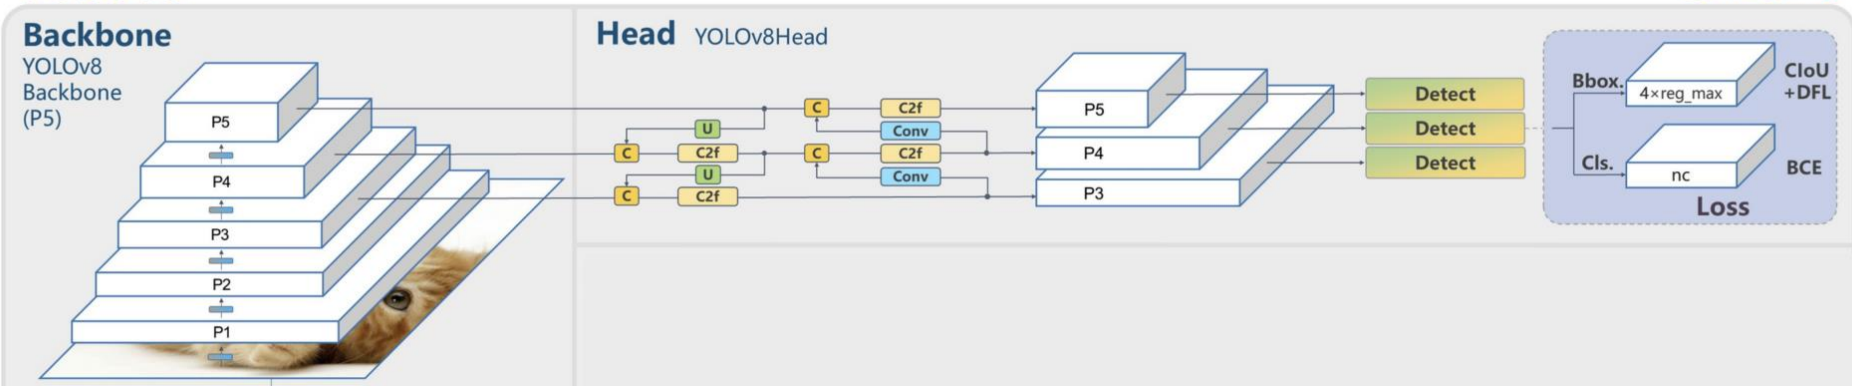 Backbone
YOLOv8
Backbone
(P5)
P5
P4
P3
P2
P1
Head YOLOv8Head
C C2f
U Conv
C C2f C C2f
U Conv
C C2f
P5
P4
P3
Detect
Detect
Detect
Bbox. 4×reg_max CIoU
+DFL
Cls. nc BCE
Loss